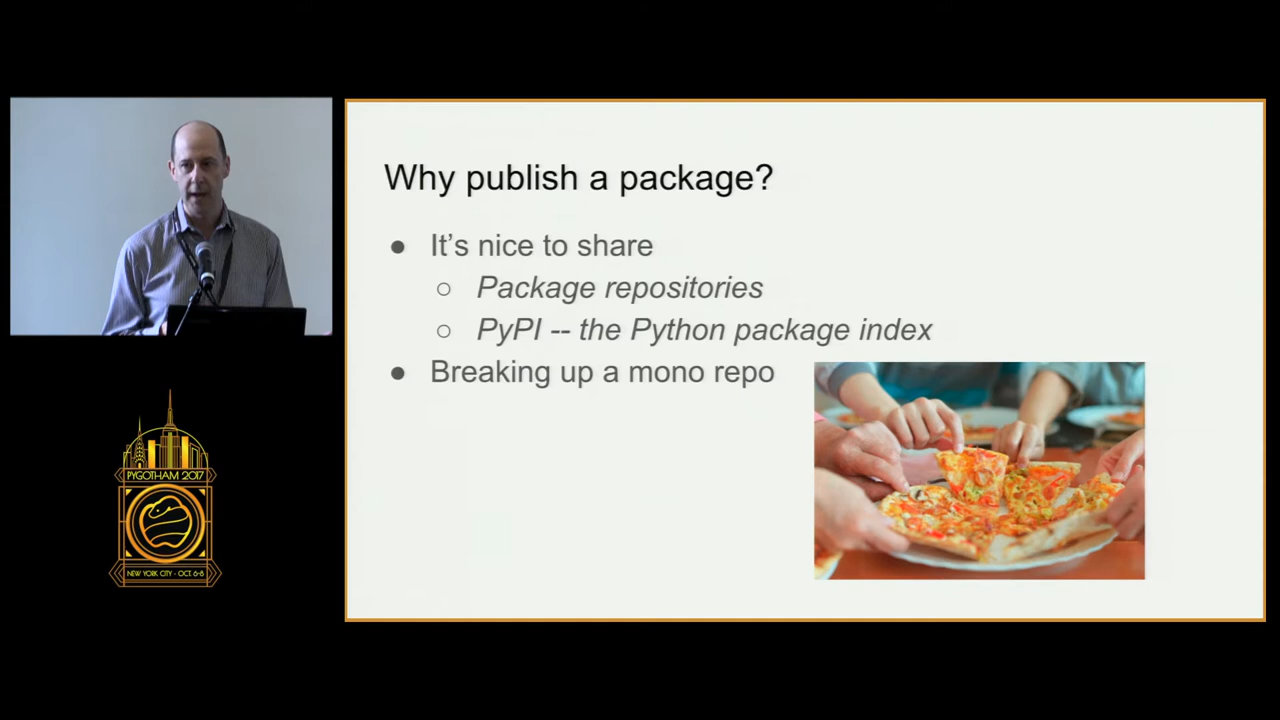 Why publish a package?
● It’s nice to share
○ Package repositories
○ PyPI -- the Python package index
● Breaking up a mono repo
PYGOTHAM 2017
NEW YORK CITY - OCT. 6-8